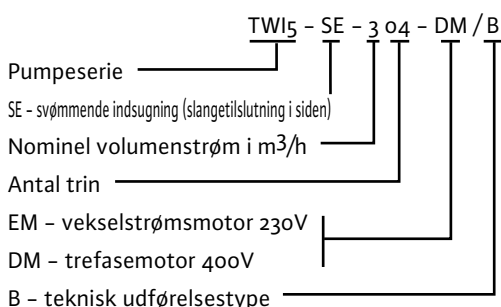 TWI5 - SE - 3 04 - DM / B
Pumpeserie
SE – svømmende indsugning (slangetilslutning i siden)
Nominel volumenstrøm i m³/h
Antal trin
EM – vekselstrømsmotor 230V
DM – trefasemotor 400V
B – teknisk udførelsestype